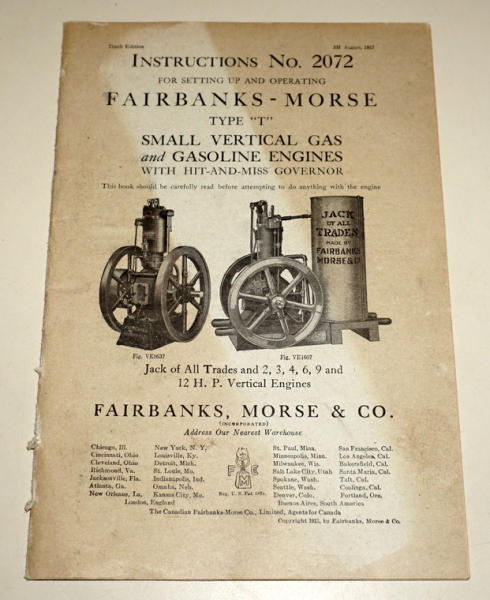 Tenth Edition 5M August, 1913
INSTRUCTIONS NO. 2072
FOR SETTING UP AND OPERATING
FAIRBANKS - MORSE
TYPE "T"
SMALL VERTICAL GAS
and GASOLINE ENGINES
WITH HIT-AND-MISS GOVERNOR
This book should be carefully read before attempting to do anything with the engine
JACK
OF ALL
TRADES
MADE BY
FAIRBANKS
MORSE & CO.
Fig. VE1637 Fig. VE1607
Jack of All Trades and 2, 3, 4, 6, 9 and
12 H. P. Vertical Engines
FAIRBANKS, MORSE & CO.
(INCORPORATED)
Address Our Nearest Warehouse
Chicago, Ill. New York, N. Y. St. Paul, Minn. San Francisco, Cal.
Cincinnati, Ohio Louisville, Ky. Minneapolis, Minn. Los Angeles, Cal.
Cleveland, Ohio Detroit, Mich. Milwaukee, Wis. Bakersfield, Cal.
Richmond, Va. St. Louis, Mo. Salt Lake City, Utah Santa Maria, Cal.
Jacksonville, Fla. Indianapolis, Ind. Spokane, Wash. Taft, Cal.
Atlanta, Ga. Omaha, Neb. Seattle, Wash. Coalinga, Cal.
New Orleans, La. Kansas City, Mo. Reg. U. S. Pat. Offc. Denver, Colo. Portland, Ore.
London, England Buenos Aires, South America
The Canadian Fairbanks-Morse Co., Limited, Agents for Canada
Copyright 1913, by Fairbanks, Morse & Co.